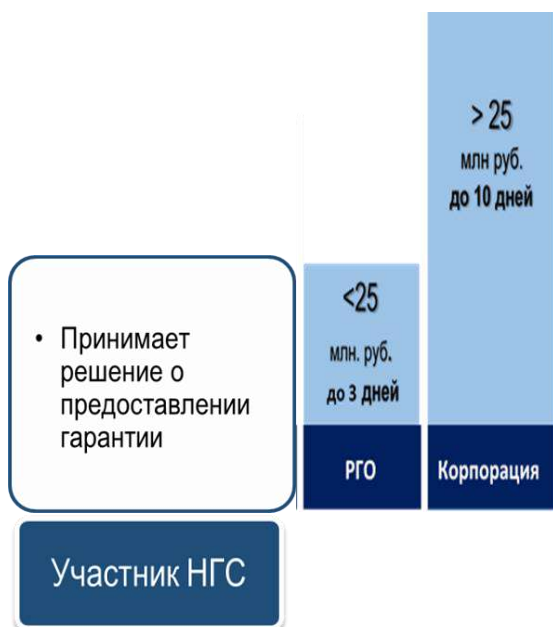 > 25
млн руб.
до 10 дней
<25
млн. руб.
до 3 дней
• Принимает
решение о
предоставлении
гарантии
РГО
Корпорация
Участник НГС